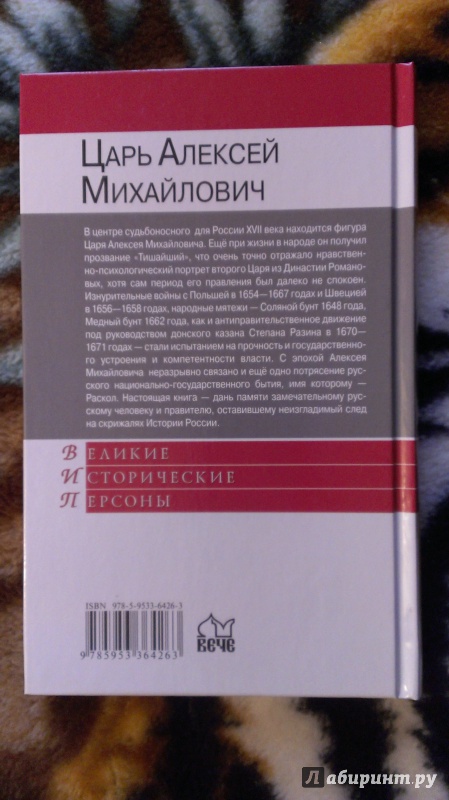 Царь Алексей
Михайлович
В центре судьбоносного для России XVII века находится фигура
Царя Алексея Михайловича. Ещё при жизни в народе он получил
прозвание «Тишайший», что очень точно отражало нравствен-
но-психологический портрет второго Царя из Династии Романо-
вых, хотя сам период его правления был далеко не спокоен.
Изнурительные войны с Польшей в 1654—1667 годах и Швецией
в 1656—1658 годах, народные мятежи — Соляной бунт 1648 года,
Медный бунт 1662 года, как и антиправительственное движение
под руководством донского казака Степана Разина в 1670—
1671 годах — стали испытанием на прочность и государственно-
го устроения и компетентности власти. С эпохой Алексея
Михайловича неразрывно связано и ещё одно потрясение рус-
ского национально-государственного бытия, имя которому —
Раскол. Настоящая книга — дань памяти замечательному рус-
скому человеку и правителю, оставившему неизгладимый след
на скрижалях Истории России.
Великие
Исторические
Персоны
ISBN 978-5-9533-6426-3
9785953364263
ВЕЧЕ
Лабиринт.ру